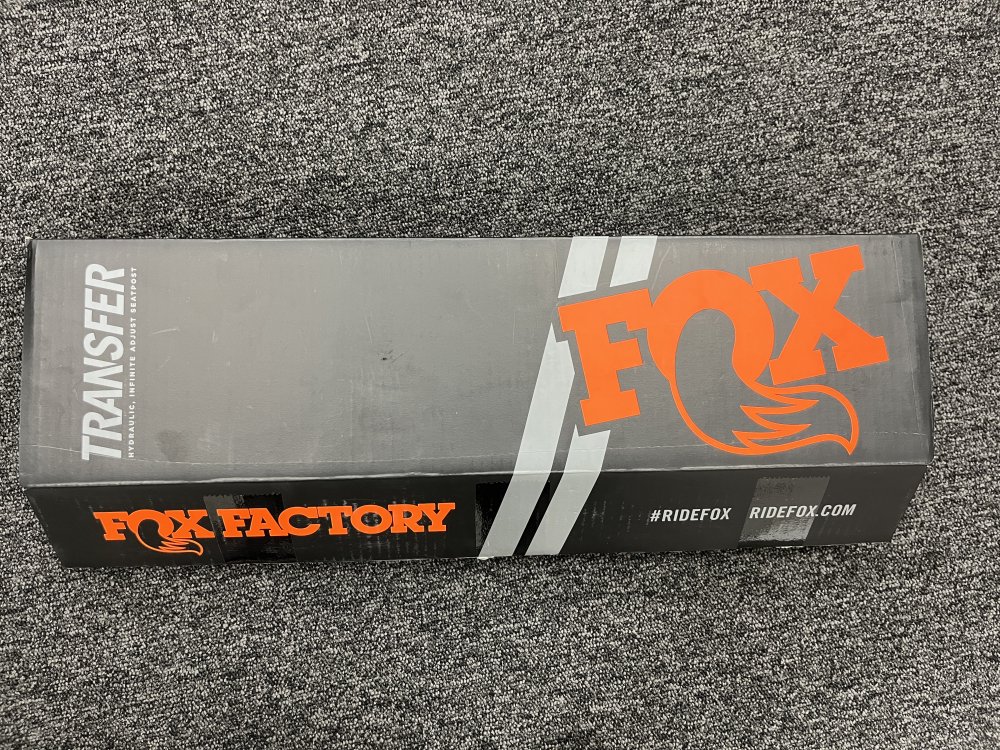 TRANSFER
HYDRAULIC, INFINITE ADJUST SEATPOST
FOX
FOX FACTORY
#RIDEFOX RIDEFOX.COM